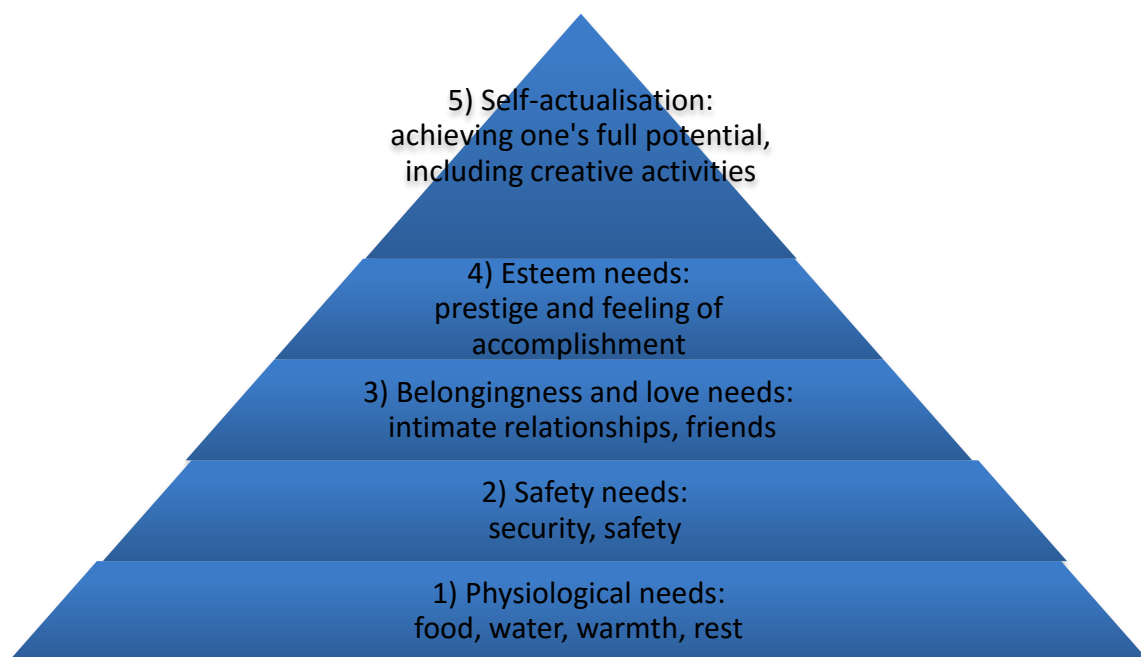 5) Self-actualisation:
achieving one's full potential,
including creative activities
4) Esteem needs:
prestige and feeling of
accomplishment
3) Belongingness and love needs:
intimate relationships, friends
2) Safety needs:
security, safety
1) Physiological needs:
food, water, warmth, rest